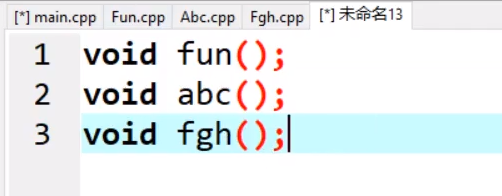 [*] main.cpp Fun.cpp Abc.cpp Fgh.cpp [*] 未命名13
1 void fun();
2 void abc();
3 void fgh();